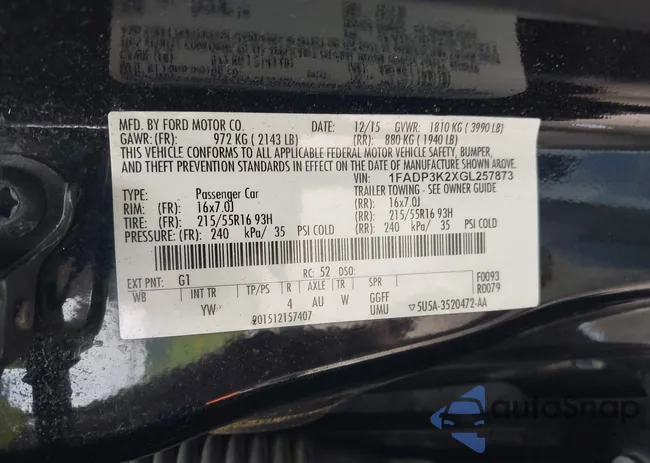 MFD. BY FORD MOTOR CO. DATE: 12/15 GVWR: 1810 KG ( 3990 LB)
GAWR: (FR): 972 KG ( 2143 LB) (RR): 880 KG ( 1940 LB)
THIS VEHICLE CONFORMS TO ALL APPLICABLE FEDERAL MOTOR VEHICLE SAFETY, BUMPER,
AND THEFT PREVENTION STANDARDS IN EFFECT ON THE DATE OF MANUFACTURE SHOWN ABOVE.
VIN: 1FADP3K2XGL257873
TYPE: Passenger Car TRAILER TOWING - SEE OWNER GUIDE
RIM: (FR): 16x7.0J (RR): 16x7.0J
TIRE: (FR): 215/55R16 93H (RR): 215/55R16 93H
PRESSURE: (FR): 240 kPa/ 35 PSI COLD (RR): 240 kPa/ 35 PSI COLD
EXT PNT: G1 RC: 52 DSO: F0093
WB INT TR TP/PS R AXLE TR SPR R0079
YW 4 AU W GGFF
UMU ▽5U5A-3520472-AA
201512157407
autoSnap